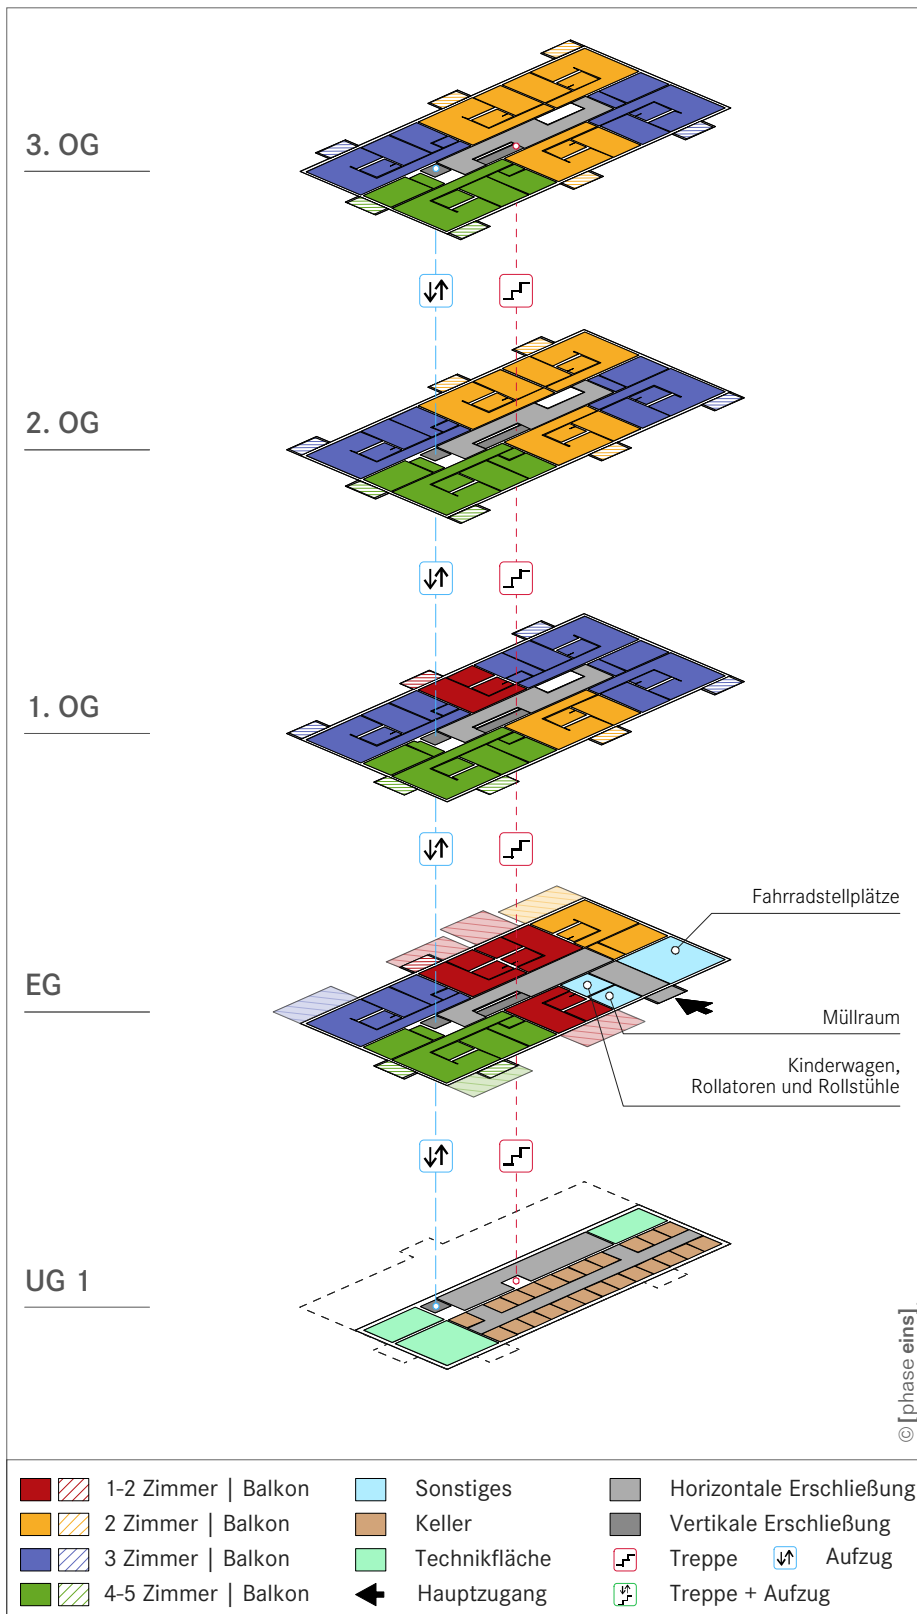 3. OG
2. OG
1. OG
EG
Fahrradstellplätze
Müllraum
Kinderwagen,
Rollatoren und Rollstühle
UG 1
© [phase eins].
1-2 Zimmer | Balkon
2 Zimmer | Balkon
3 Zimmer | Balkon
4-5 Zimmer | Balkon
Sonstiges
Keller
Technikfläche
Hauptzugang
Horizontale Erschließung
Vertikale Erschließung
Treppe
Aufzug
Treppe + Aufzug